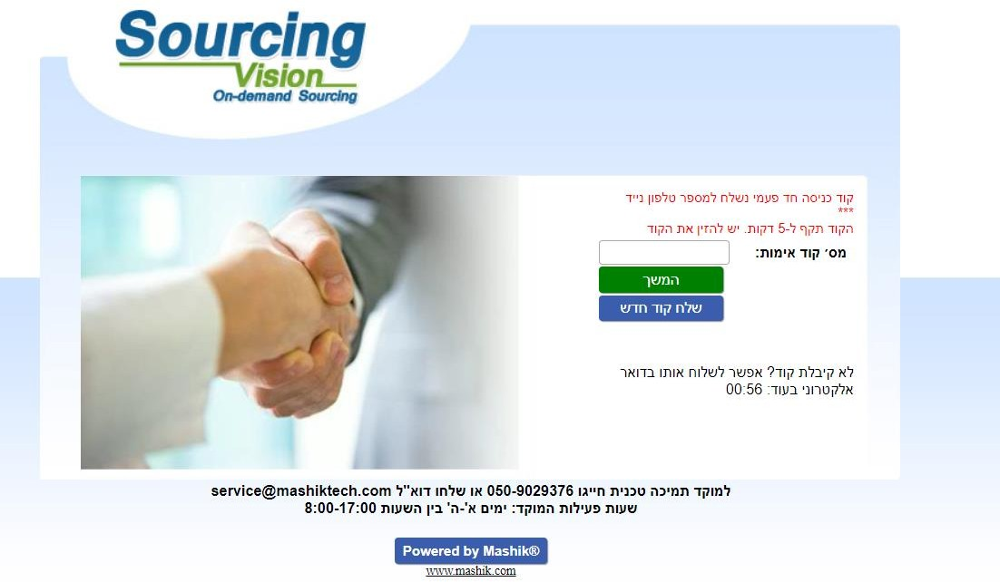 Sourcing
Vision
On-demand Sourcing
קוד כניסה חד פעמי נשלח למספר טלפון נייד
***
הקוד תקף ל-5 דקות. יש להזין את הקוד
מס׳ קוד אימות:
המשך
שלח קוד חדש
לא קיבלת קוד? אפשר לשלוח אותו בדואר
אלקטרוני בעוד: 00:56
למוקד תמיכה טכנית חייגו 050-9029376 או שלחו דוא"ל service@mashiktech.com
שעות פעילות המוקד: ימים א'-ה' בין השעות 8:00-17:00
Powered by Mashik®
www.mashik.com